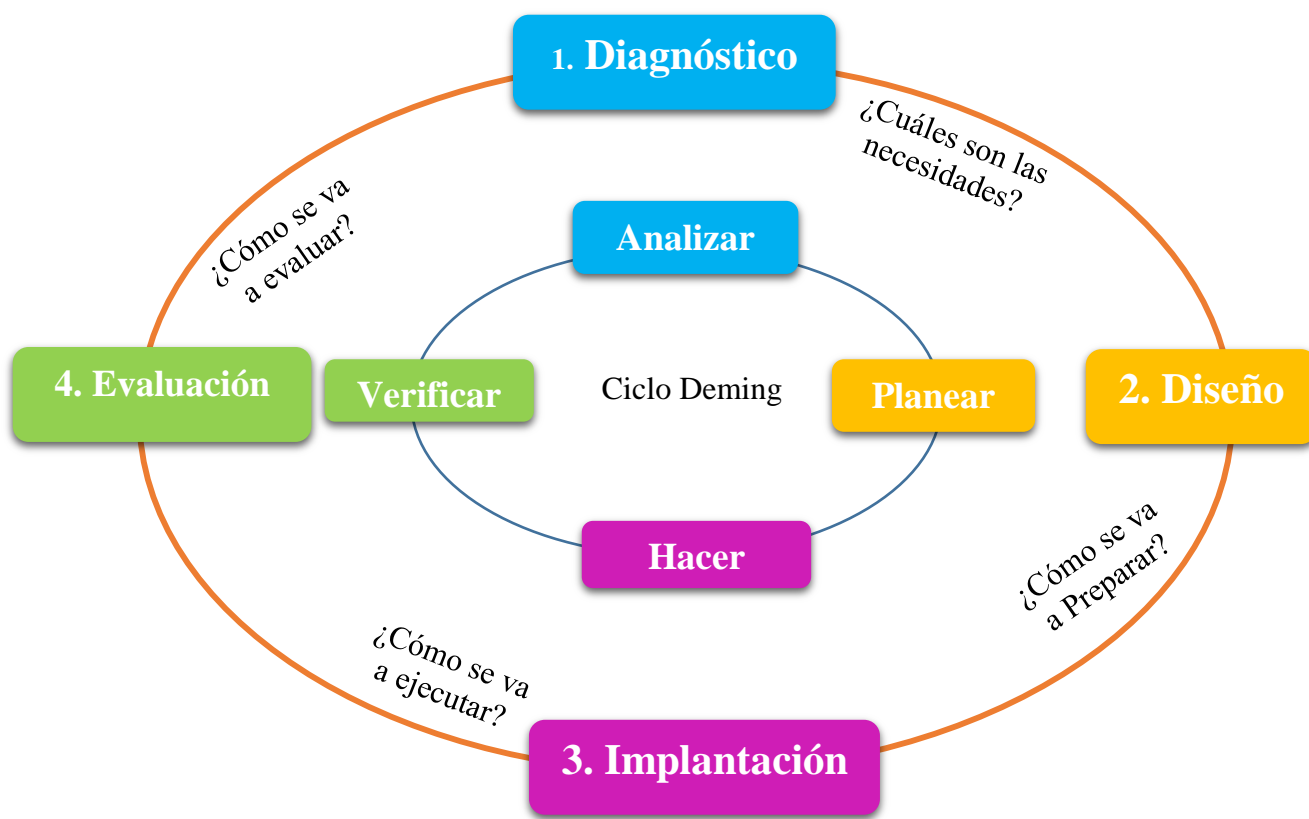 1. Diagnóstico
¿Cuáles son las
necesidades?
¿Cómo se va
a evaluar?
Analizar
4. Evaluación
Verificar
Ciclo Deming
Planear
2. Diseño
Hacer
¿Cómo se va
a Preparar?
¿Cómo se va
a ejecutar?
3. Implantación